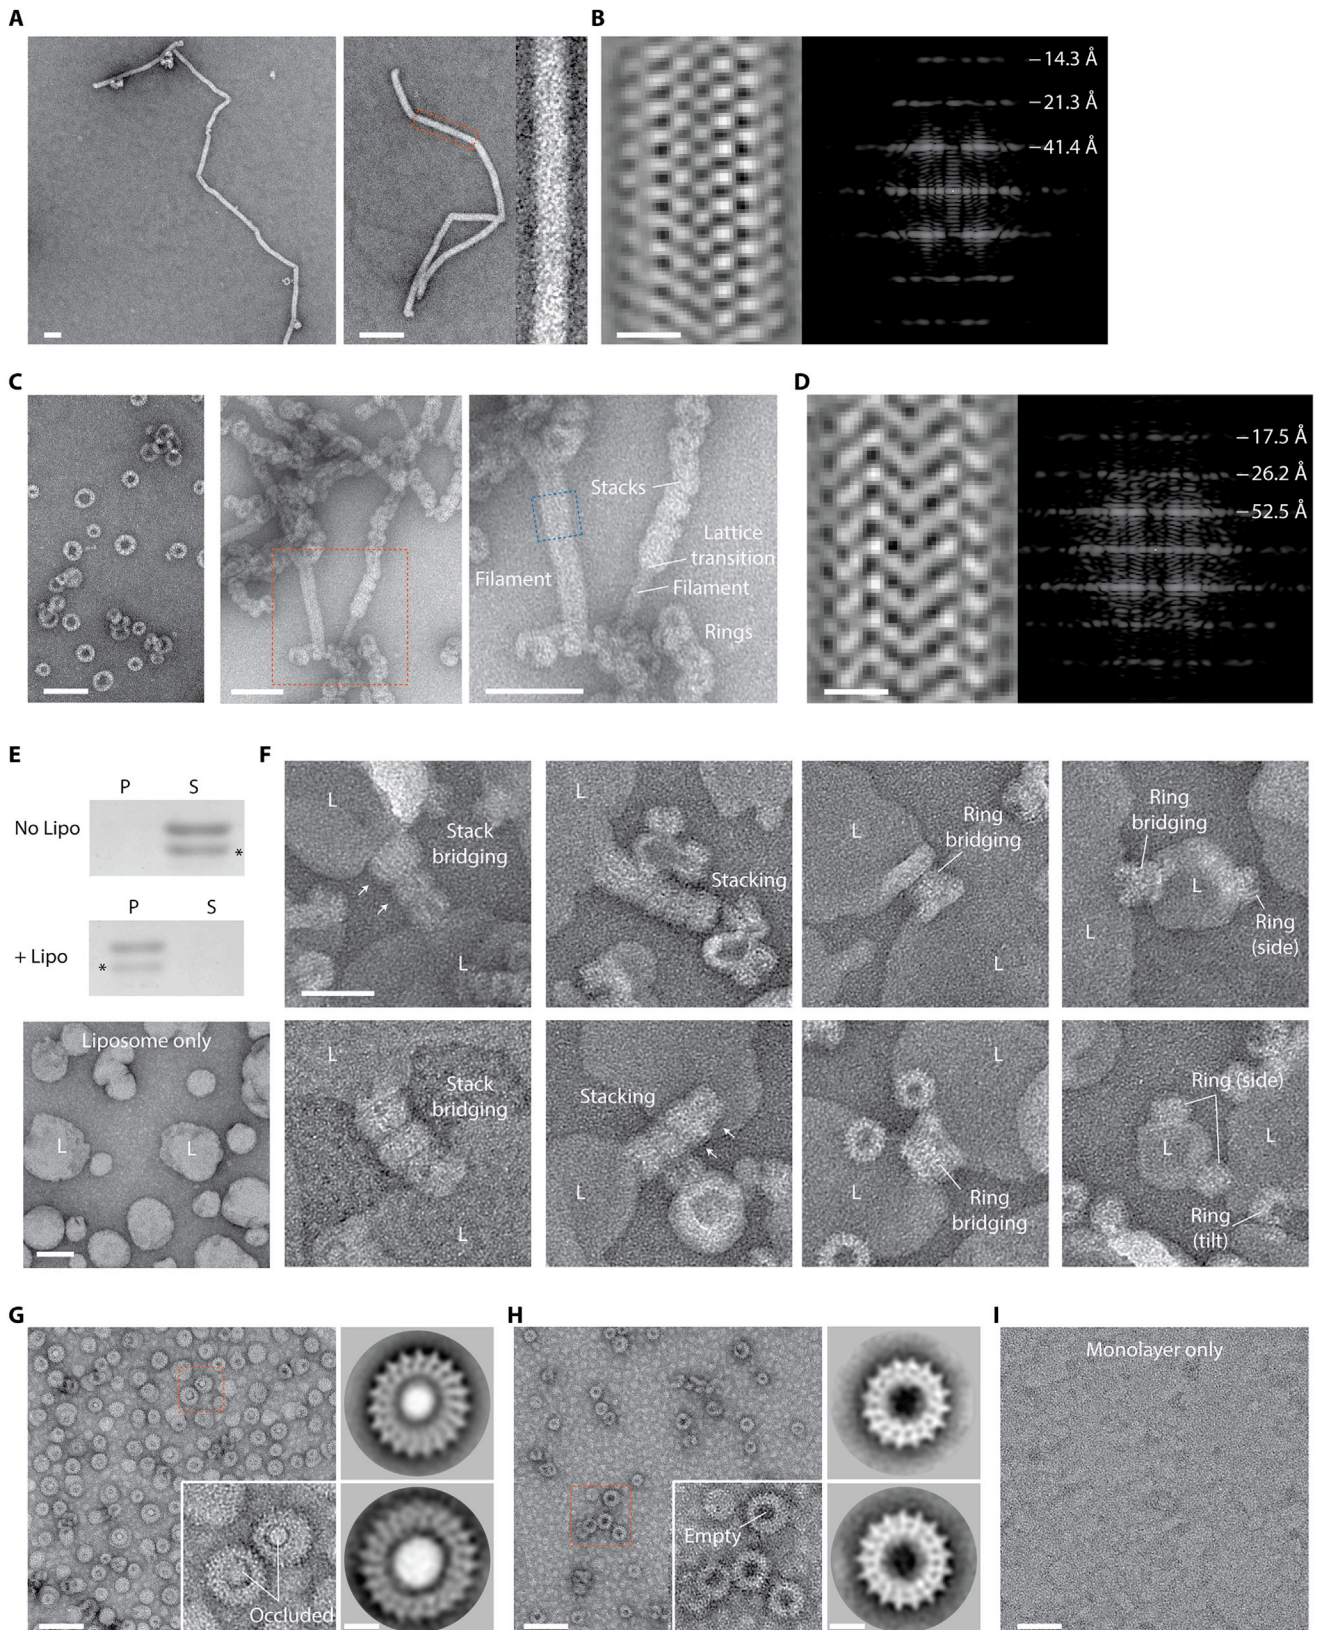 A
B
−14.3 Å
−21.3 Å
−41.4 Å
C
D
Stacks
Lattice
transition
Filament
Filament
Rings
−17.5 Å
−26.2 Å
−52.5 Å
E
P S
No Lipo
*
P S
+ Lipo
*
Liposome only
L
L
F
L
Stack
bridging
L
L
Stacking
L
Ring
bridging
L
Ring
bridging
L
L
Ring
(side)
L
Stack
bridging
L
Stacking
L
L
L
Ring
bridging
Ring (side)
L
L
Ring
(tilt)
G
Occluded
H
Empty
I
Monolayer only